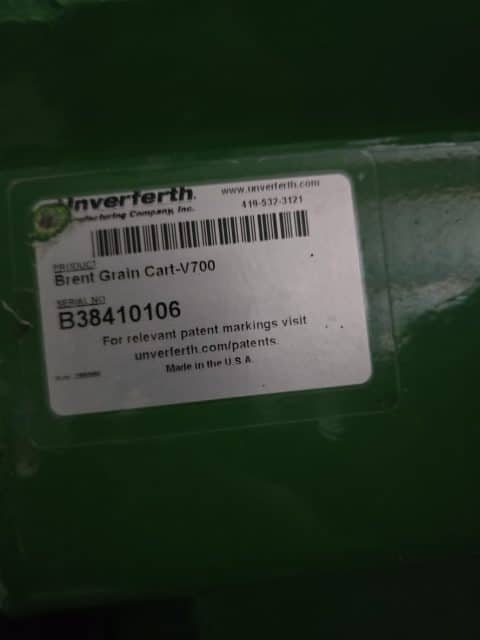 Unverferth.
www.unverferth.com
Manufacturing Company, Inc.
419-532-3121
PRODUCT
Brent Grain Cart-V700
SERIAL NO
B38410106
For relevant patent markings visit
unverferth.com/patents.
Made in the U.S.A.